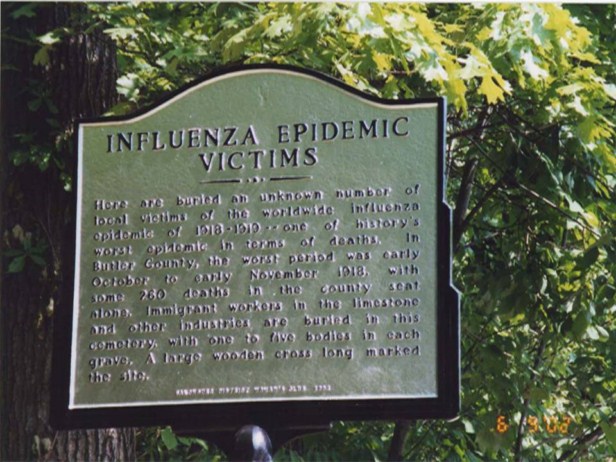 INFLUENZA EPIDEMIC
VICTIMS
Here are buried an unknown number of
local victims of the worldwide influenza
epidemic of 1918-1919 -- one of history's
worst epidemic in terms of deaths. In
Butler County, the worst period was early
October to early November 1918, with
some 260 deaths in the county seat
alone. Immigrant workers in the limestone
and other industries are buried in this
cemetery, with one to five bodies in each
grave. A large wooden cross long marked
the site.